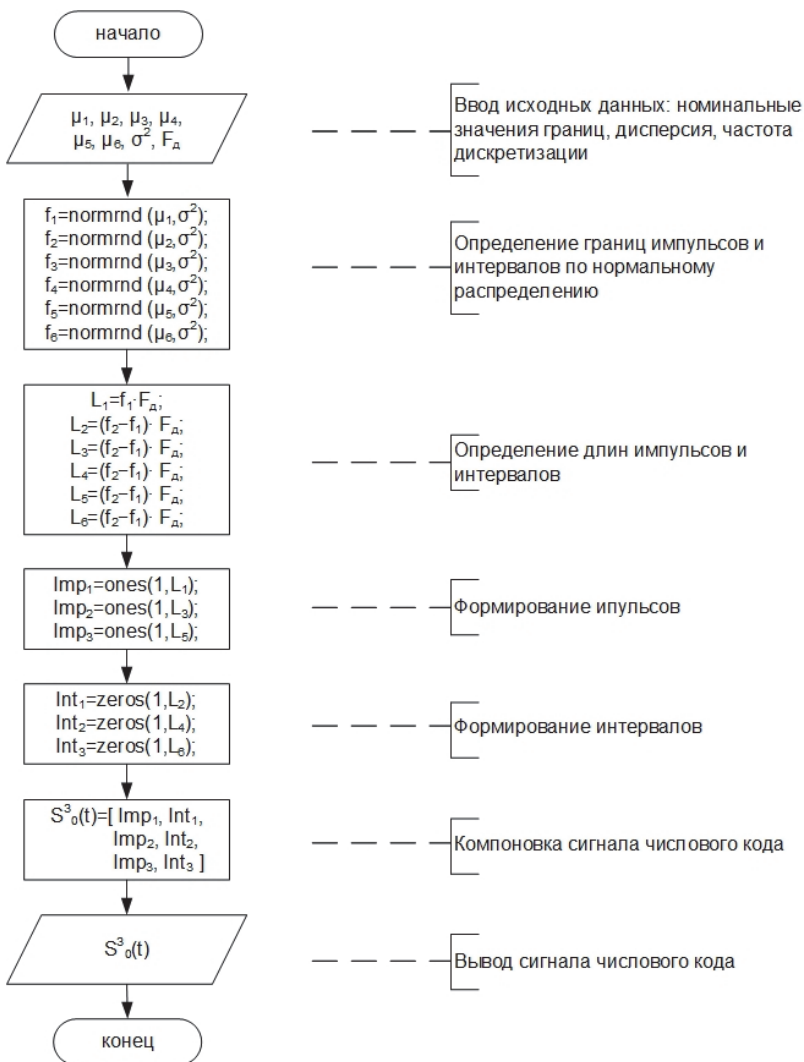 начало
μ₁, μ₂, μ₃, μ₄,
μ₅, μ₆, σ², Fд
Ввод исходных данных: номинальные
значения границ, дисперсия, частота
дискретизации
f₁=normrnd (μ₁,σ²);
f₂=normrnd (μ₂,σ²);
f₃=normrnd (μ₃,σ²);
f₄=normrnd (μ₄,σ²);
f₅=normrnd (μ₅,σ²);
f₆=normrnd (μ₆,σ²);
Определение границ импульсов и
интервалов по нормальному
распределению
L₁=f₁· Fд;
L₂=(f₂−f₁)· Fд;
L₃=(f₂−f₁)· Fд;
L₄=(f₂−f₁)· Fд;
L₅=(f₂−f₁)· Fд;
L₆=(f₂−f₁)· Fд;
Определение длин импульсов и
интервалов
Imp₁=ones(1,L₁);
Imp₂=ones(1,L₃);
Imp₃=ones(1,L₅);
Формирование ипульсов
Int₁=zeros(1,L₂);
Int₂=zeros(1,L₄);
Int₃=zeros(1,L₆);
Формирование интервалов
S³₀(t)=[ Imp₁, Int₁,
Imp₂, Int₂,
Imp₃, Int₃ ]
Компоновка сигнала числового кода
S³₀(t)
Вывод сигнала числового кода
конец